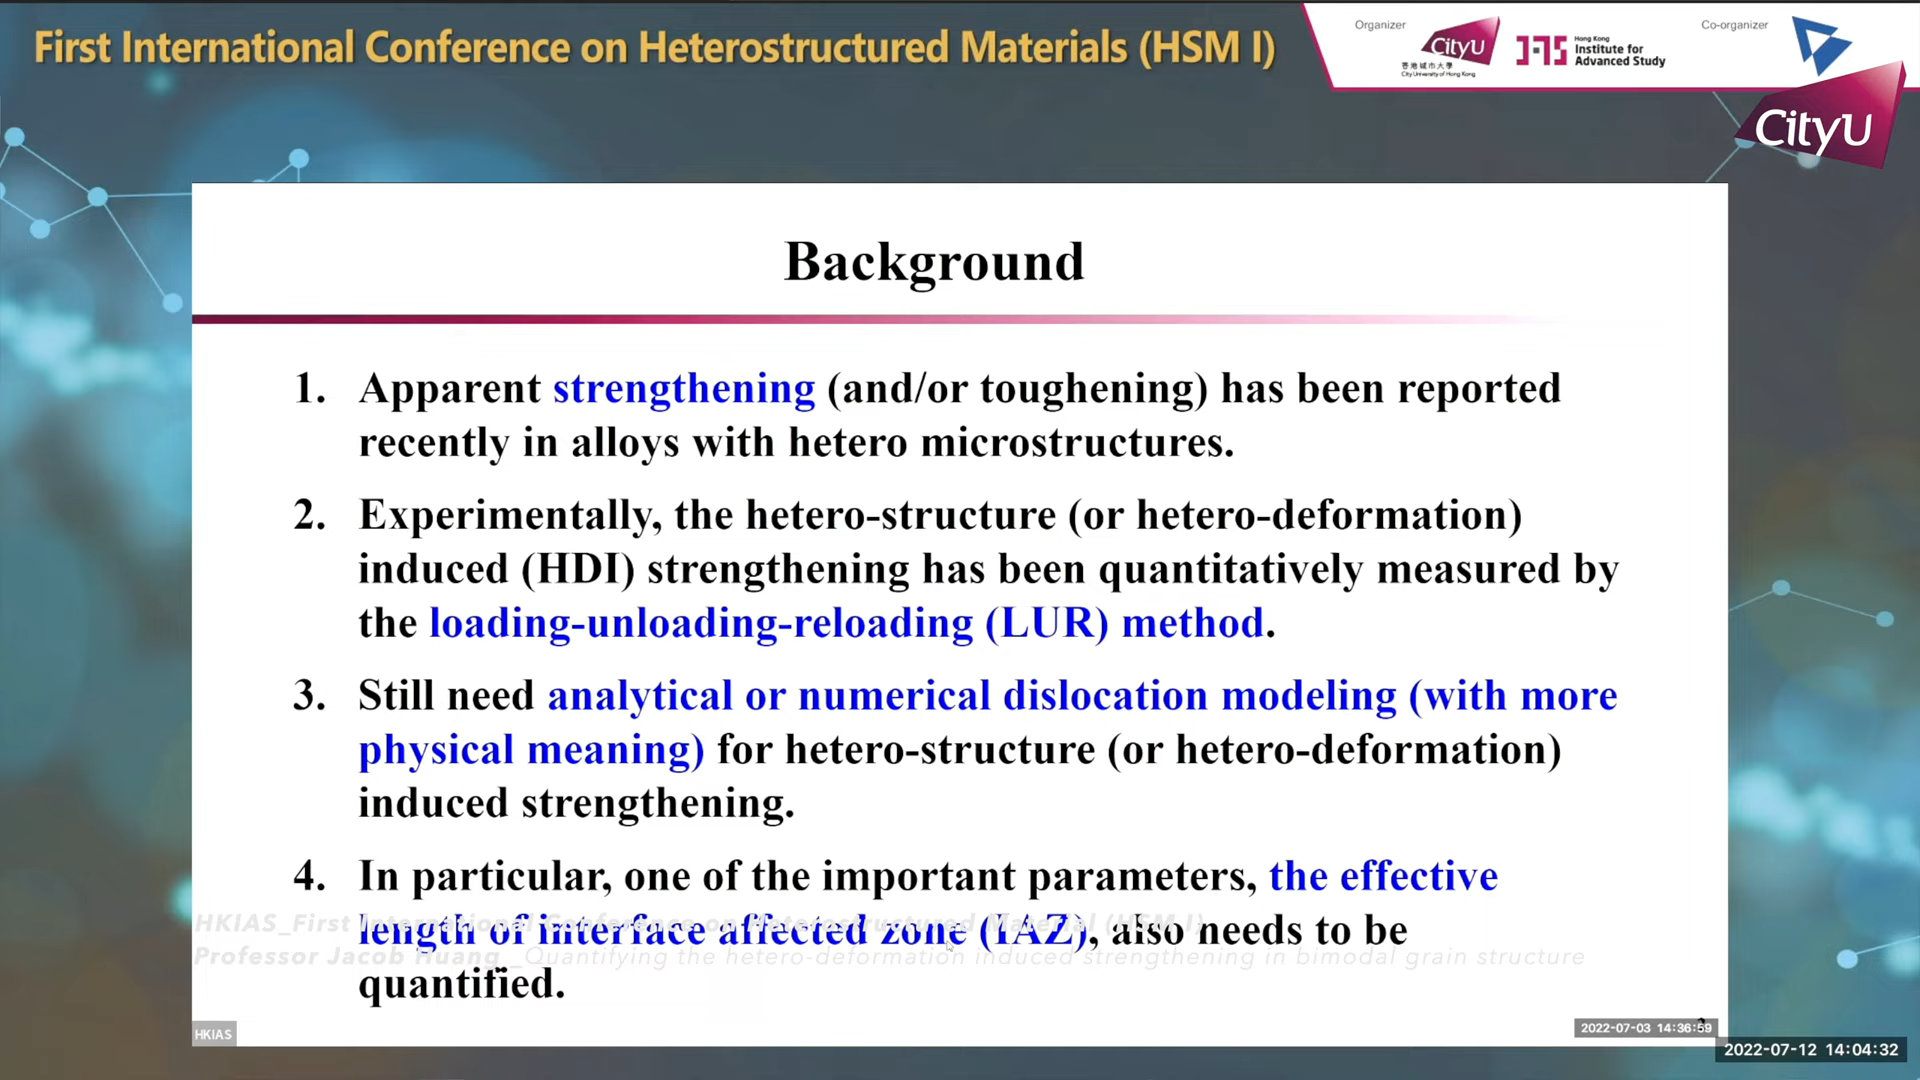 First International Conference on Heterostructured Materials (HSM I)
Organizer
CityU
香港城市大學
City University of Hong Kong
Hong Kong
Institute for
Advanced Study
Co-organizer
CityU
Background
1. Apparent strengthening (and/or toughening) has been reported
recently in alloys with hetero microstructures.
2. Experimentally, the hetero-structure (or hetero-deformation)
induced (HDI) strengthening has been quantitatively measured by
the loading-unloading-reloading (LUR) method.
3. Still need analytical or numerical dislocation modeling (with more
physical meaning) for hetero-structure (or hetero-deformation)
induced strengthening.
4. In particular, one of the important parameters, the effective
length of interface affected zone (IAZ), also needs to be
quantified.
HKIAS_First International Conference on Heterostructured Material (HSM I)
Professor Jacob Huang _Quantifying the hetero-deformation induced strengthening in bimodal grain structure
HKIAS
2022-07-03 14:36:59
2022-07-12 14:04:32